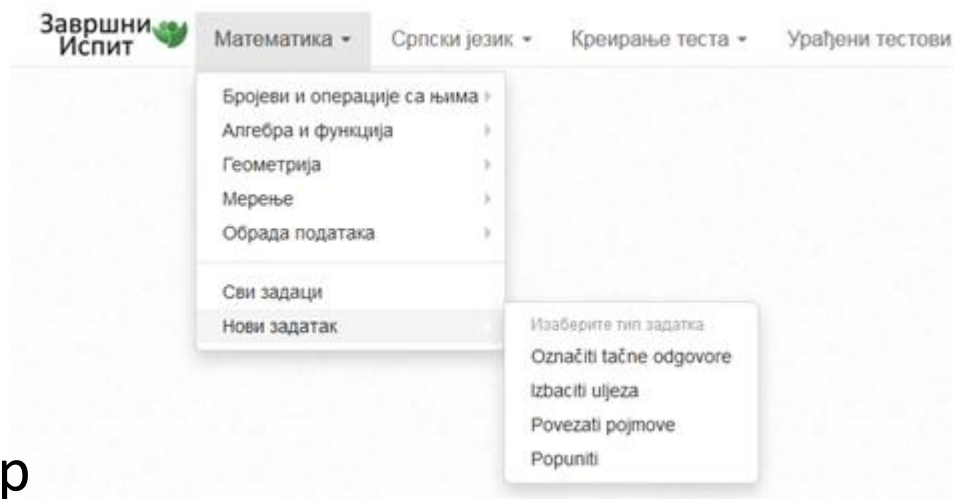 Завршни
Испит
Математика
Српски језик
Креирање теста
Урађени тестови
Бројеви и операције са њима
Алгебра и функција
Геометрија
Мерење
Обрада података
Сви задаци
Нови задатак
Изаберите тип задатка
Označiti tačne odgovore
Izbaciti uljeza
Povezati pojmove
Popuniti
р